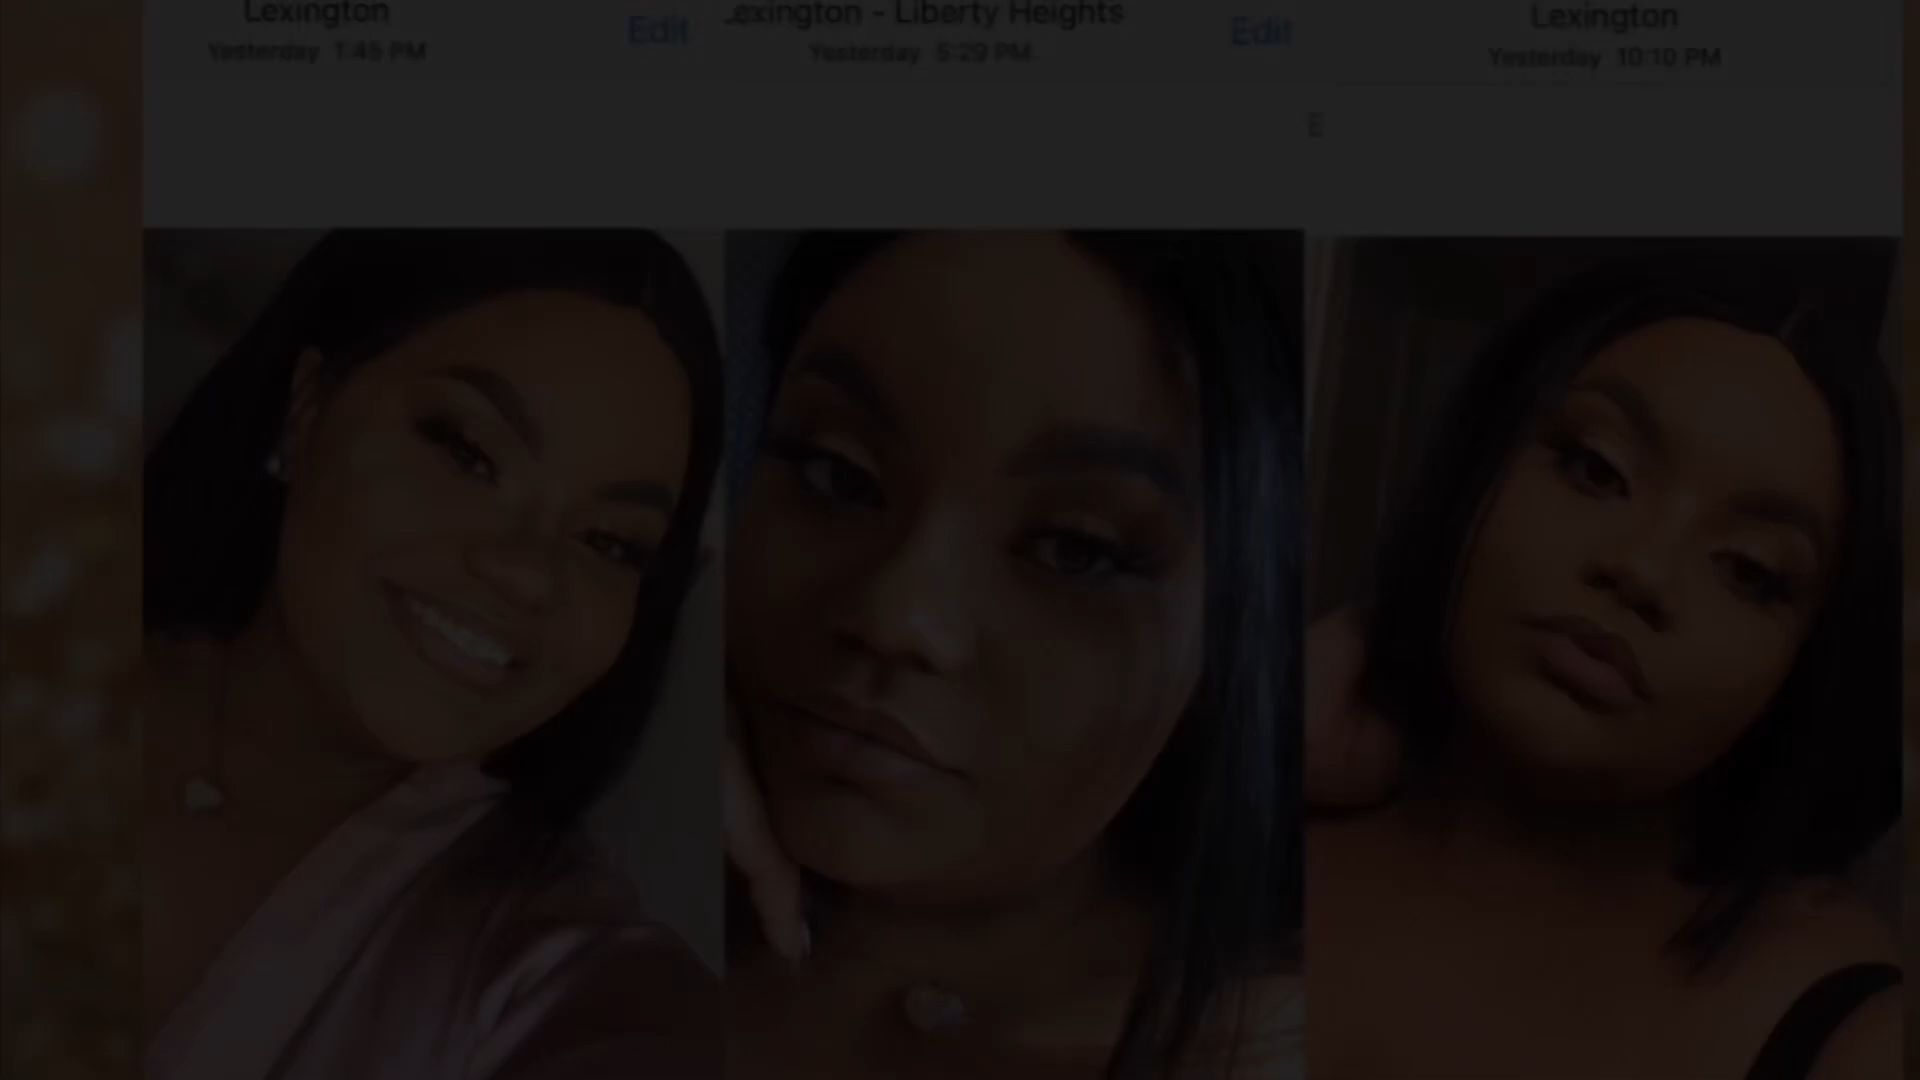 Lexington
Yesterday 1:45 PM
Edit
Lexington - Liberty Heights
Yesterday 5:29 PM
Edit
Lexington
Yesterday 10:10 PM
E